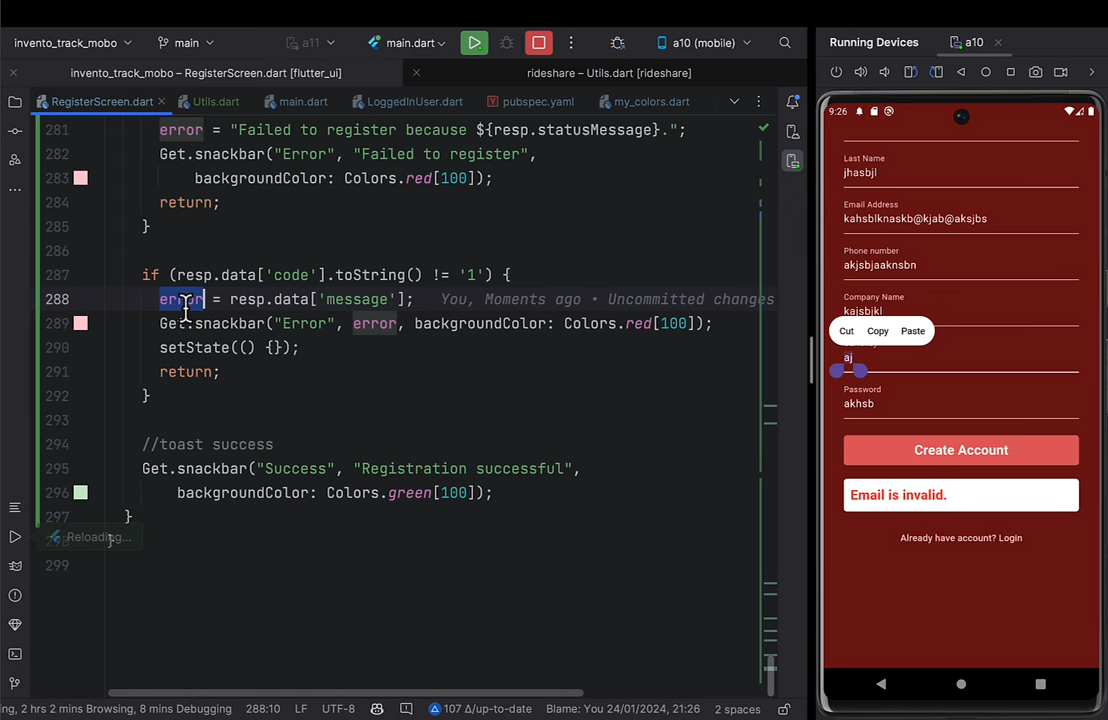 invento_track_mobo
main
a11
main.dart
a10 (mobile)
Running Devices
a10
invento_track_mobo – RegisterScreen.dart [flutter_ui]
rideshare – Utils.dart [rideshare]
RegisterScreen.dart
Utils.dart
main.dart
LoggedInUser.dart
pubspec.yaml
my_colors.dart
281 error = "Failed to register because ${resp.statusMessage}.";
282 Get.snackbar("Error", "Failed to register",
283 backgroundColor: Colors.red[100]);
284 return;
285 }
286
287 if (resp.data['code'].toString() != '1') {
288 error = resp.data['message']; You, Moments ago • Uncommitted changes
289 Get.snackbar("Error", error, backgroundColor: Colors.red[100]);
290 setState(() {});
291 return;
292 }
293
294 //toast success
295 Get.snackbar("Success", "Registration successful",
296 backgroundColor: Colors.green[100]);
297 }
298 }
Reloading...
299
9:26
Last Name
jhasbjl
Email Address
kahsblknaskb@kjab@aksjbs
Phone number
akjsbjaaknsbn
Company Name
kajsbjkl
Cut Copy Paste
aj
Password
akhsb
Create Account
Email is invalid.
Already have account? Login
ng, 2 hrs 2 mins Browsing, 8 mins Debugging
288:10
LF
UTF-8
107 Δ/up-to-date
Blame: You 24/01/2024, 21:26
2 spaces